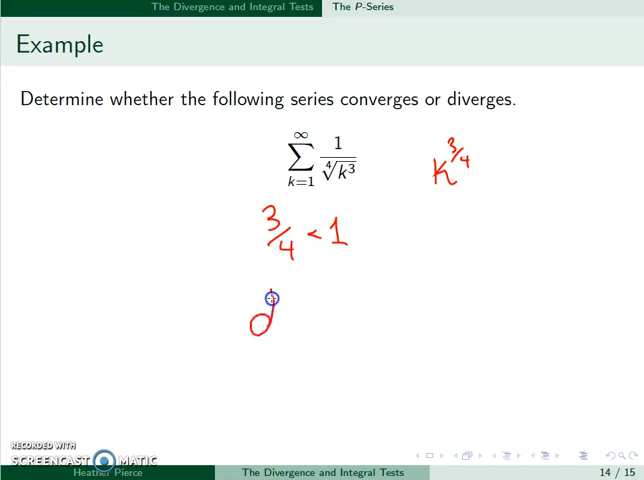 The Divergence and Integral Tests The P-Series
Example
Determine whether the following series converges or diverges.
∞
∑ 1/∜k³ k^3/4
k=1
3/4 < 1
d
RECORDED WITH
SCREENCAST MATIC
Heather Pierce The Divergence and Integral Tests 14 / 15